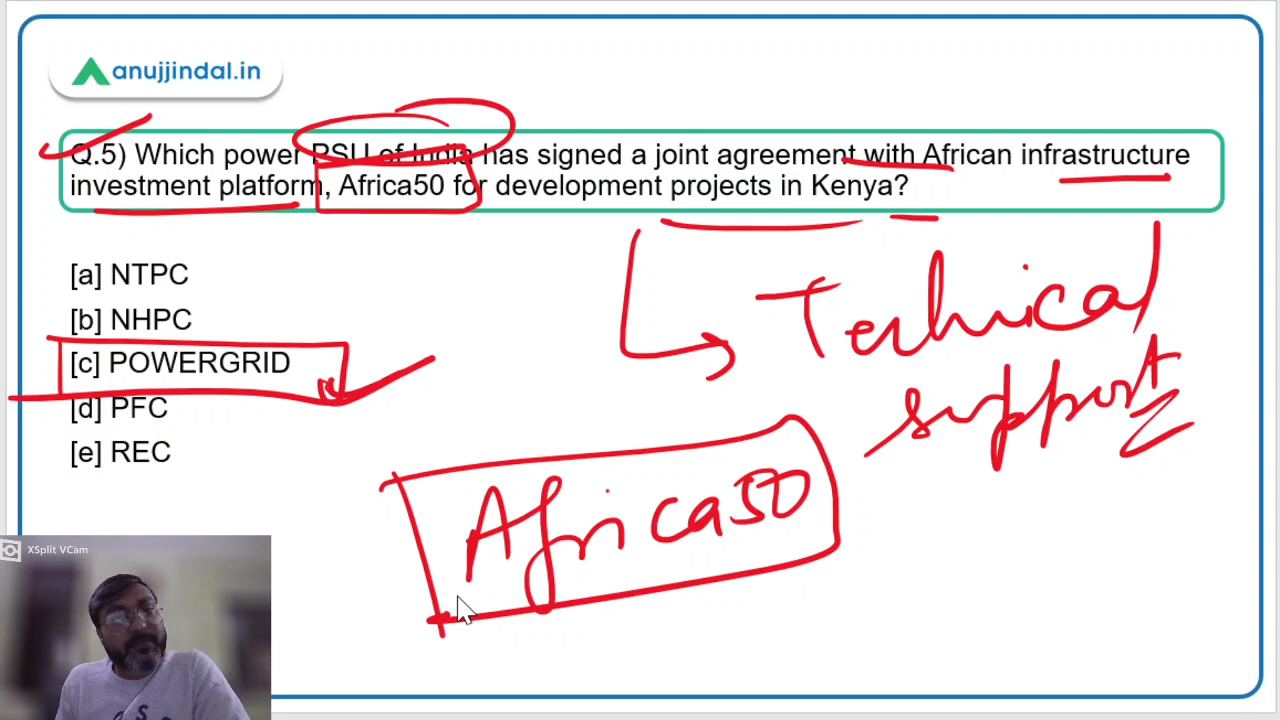 anujjindal.in
Q.5) Which power PSU of India has signed a joint agreement with African infrastructure
investment platform, Africa50 for development projects in Kenya?
[a] NTPC
[b] NHPC
[c] POWERGRID
[d] PFC
[e] REC
Technical
support
Africa50
XSplit VCam